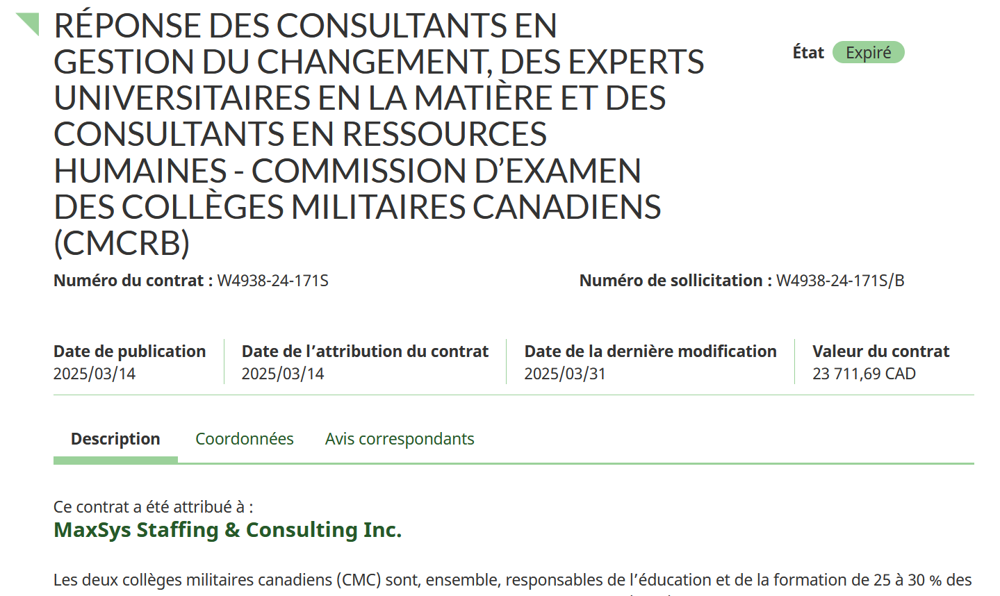 RÉPONSE DES CONSULTANTS EN
GESTION DU CHANGEMENT, DES EXPERTS
UNIVERSITAIRES EN LA MATIÈRE ET DES
CONSULTANTS EN RESSOURCES
HUMAINES - COMMISSION D’EXAMEN
DES COLLÈGES MILITAIRES CANADIENS
(CMCRB)
État Expiré
Numéro du contrat : W4938-24-171S
Numéro de sollicitation : W4938-24-171S/B
Date de publication
2025/03/14
Date de l’attribution du contrat
2025/03/14
Date de la dernière modification
2025/03/31
Valeur du contrat
23 711,69 CAD
Description Coordonnées Avis correspondants
Ce contrat a été attribué à :
MaxSys Staffing & Consulting Inc.
Les deux collèges militaires canadiens (CMC) sont, ensemble, responsables de l’éducation et de la formation de 25 à 30 % des